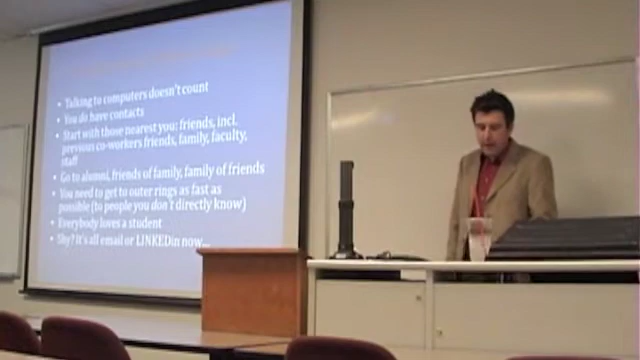 • Talking to computers doesn't count
• You do have contacts
• Start with those nearest you: friends, incl.
previous co-workers friends, family, faculty,
staff
• Go to alumni, friends of family, family of friends
• You need to get to outer rings as fast as
possible (to people you don't directly know)
• Everybody loves a student
• Shy? It's all email or LINKEDin now...